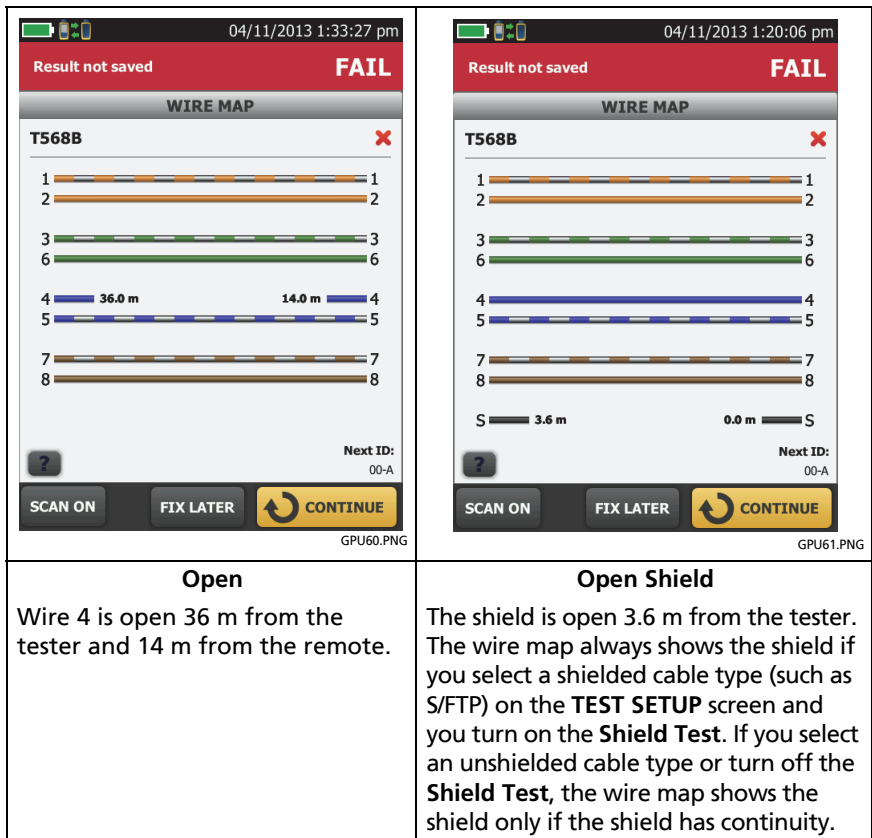 04/11/2013 1:33:27 pm
Result not saved FAIL
WIRE MAP
T568B
1 1
2 2
3 3
6 6
4 36.0 m 14.0 m 4
5 5
7 7
8 8
Next ID:
?
00-A
SCAN ON FIX LATER CONTINUE
GPU60.PNG
04/11/2013 1:20:06 pm
Result not saved FAIL
WIRE MAP
T568B
1 1
2 2
3 3
6 6
4 4
5 5
7 7
8 8
S 3.6 m 0.0 m S
Next ID:
?
00-A
SCAN ON FIX LATER CONTINUE
GPU61.PNG
Open
Wire 4 is open 36 m from the
tester and 14 m from the remote.
Open Shield
The shield is open 3.6 m from the tester.
The wire map always shows the shield if
you select a shielded cable type (such as
S/FTP) on the TEST SETUP screen and
you turn on the Shield Test. If you select
an unshielded cable type or turn off the
Shield Test, the wire map shows the
shield only if the shield has continuity.